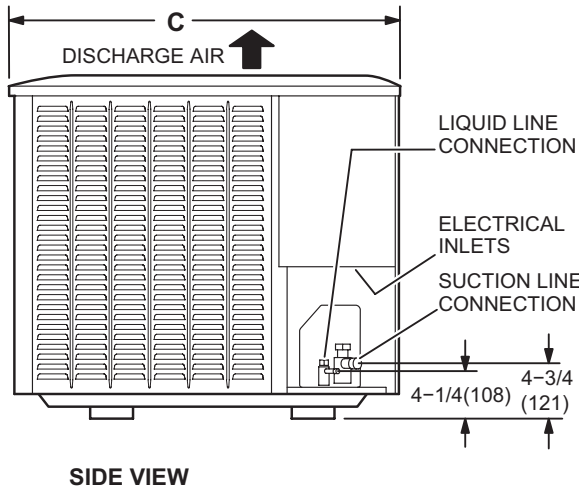 C
DISCHARGE AIR
LIQUID LINE
CONNECTION
ELECTRICAL
INLETS
SUCTION LINE
CONNECTION
4−1/4(108)
4−3/4
(121)
SIDE VIEW